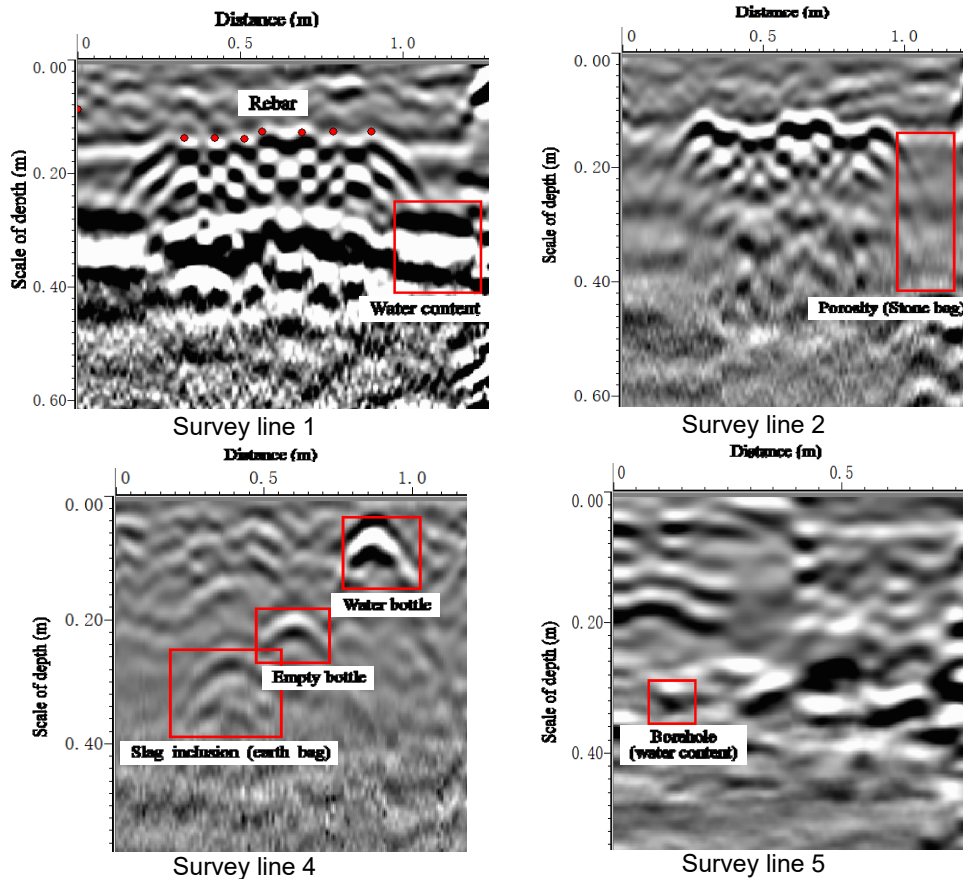 Distance (m)
0 0.5 1.0
0.00
0.20
0.40
0.60
Scale of depth (m)
Rebar
Water content
Survey line 1
Distance (m)
0 0.5 1.0
0.00
0.20
0.40
0.60
Scale of depth (m)
Porosity (Stone bag)
Survey line 2
Distance (m)
0 0.5 1.0
0.00
0.20
0.40
Scale of depth (m)
Water bottle
Empty bottle
Slag inclusion (earth bag)
Survey line 4
Distance (m)
0 0.5
0.00
0.20
0.40
Scale of depth (m)
Borehole
(water content)
Survey line 5